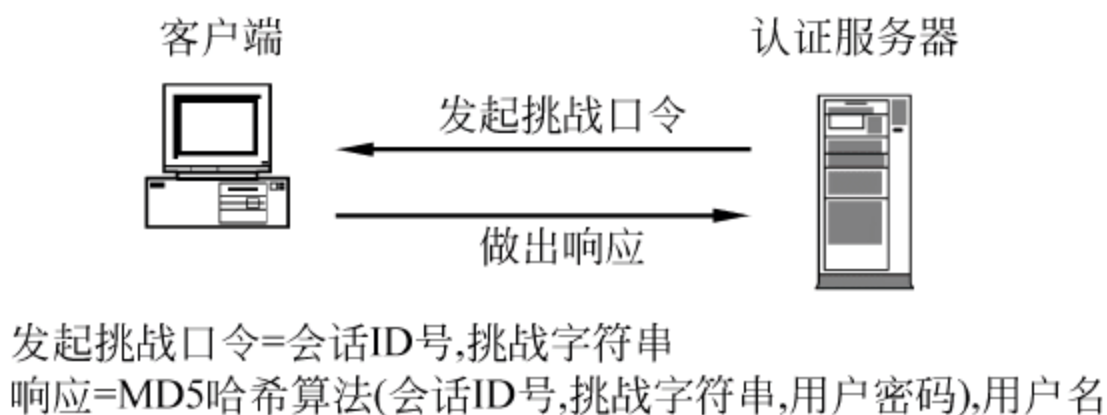 客户端
认证服务器
发起挑战口令
做出响应
发起挑战口令=会话ID号,挑战字符串
响应=MD5哈希算法(会话ID号,挑战字符串,用户密码),用户名